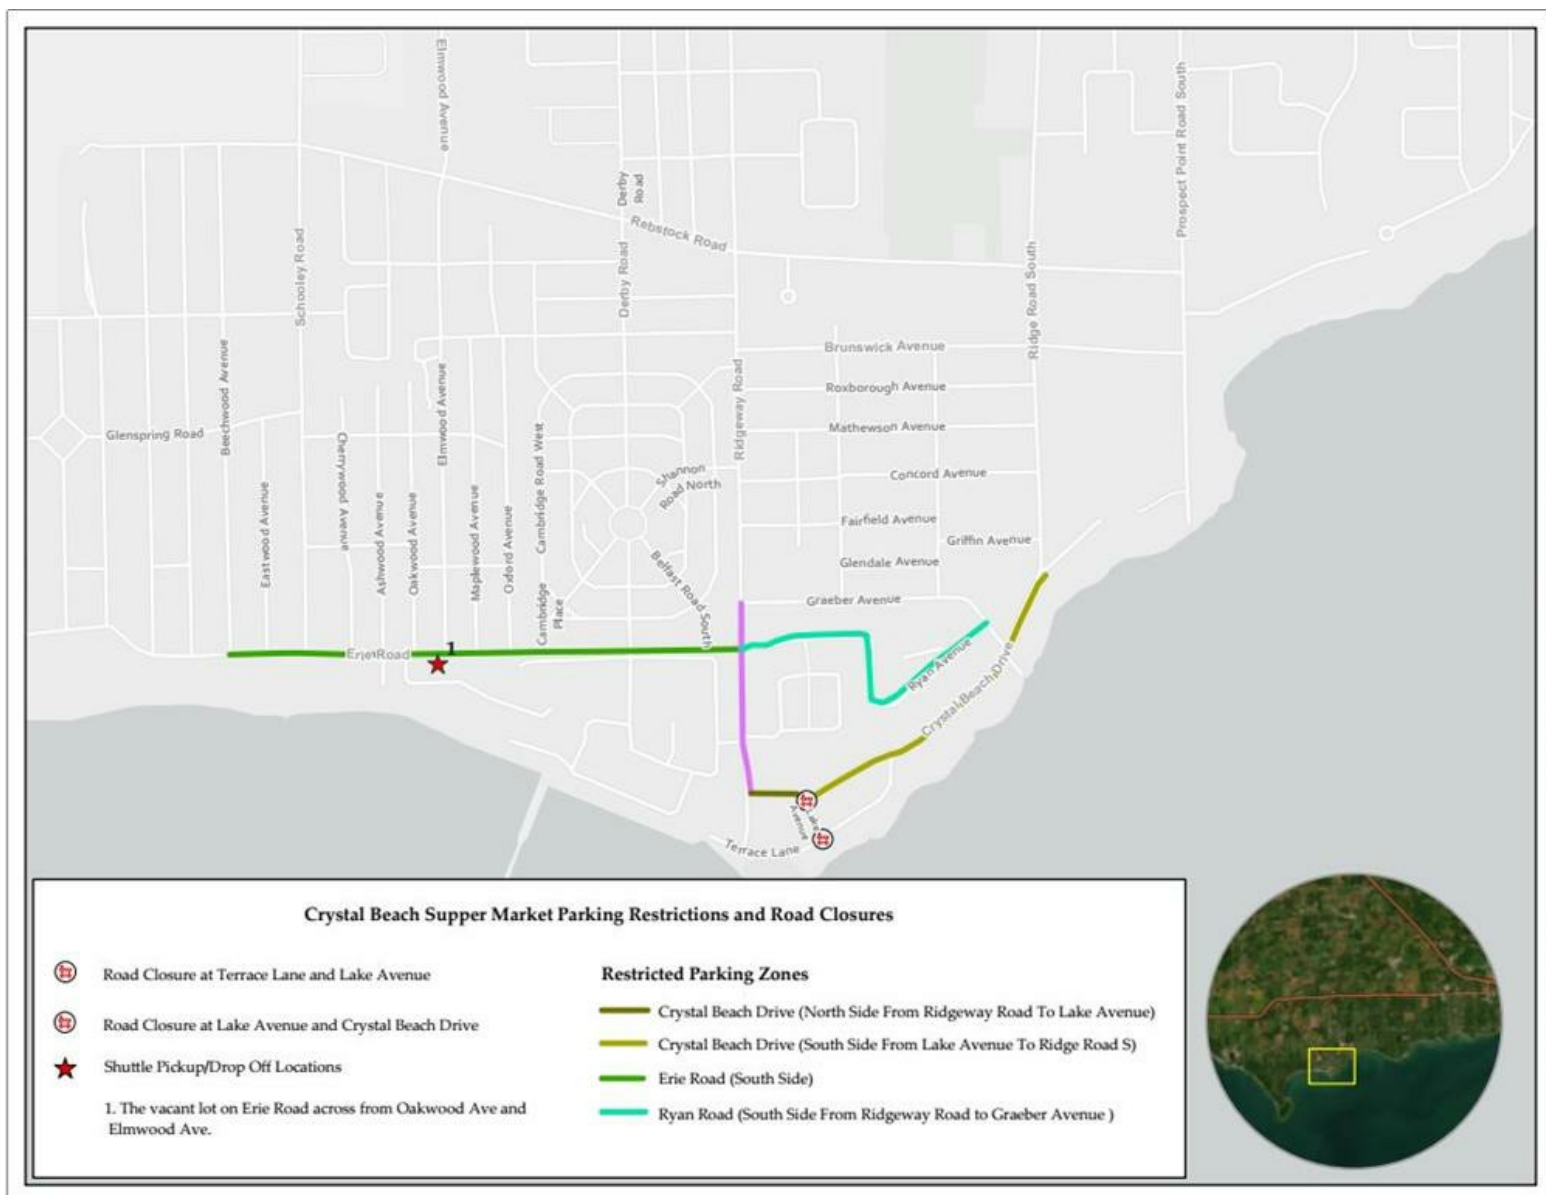 Elmwood Avenue
Prospect Point Road South
Derby
Road
Rebstock Road
Schooley Road
Derby Road
Ridge Road South
Brunswick Avenue
Beechwood Avenue
Elmwood Avenue
Ridgeway Road
Roxborough Avenue
Glenspring Road
Cherrywood Avenue
Cambridge Road West
Mathewson Avenue
Shannon
Road North
Concord Avenue
Eastwood Avenue
Ashwood Avenue
Oakwood Avenue
Maplewood Avenue
Oxford Avenue
Fairfield Avenue
Griffin Avenue
Glendale Avenue
Belfast Road South
Cambridge
Place
Graeber Avenue
Erie Road
1
Ryan Avenue
Crystal Beach Drive
Lake
Avenue
Terrace Lane
Crystal Beach Supper Market Parking Restrictions and Road Closures
Road Closure at Terrace Lane and Lake Avenue
Road Closure at Lake Avenue and Crystal Beach Drive
Shuttle Pickup/Drop Off Locations
1. The vacant lot on Erie Road across from Oakwood Ave and
Elmwood Ave.
Restricted Parking Zones
Crystal Beach Drive (North Side From Ridgeway Road To Lake Avenue)
Crystal Beach Drive (South Side From Lake Avenue To Ridge Road S)
Erie Road (South Side)
Ryan Road (South Side From Ridgeway Road to Graeber Avenue )